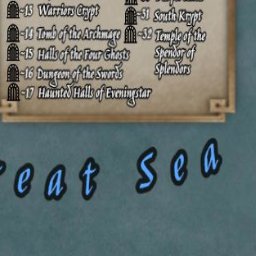 -13 Warriors Crypt
-14 Tomb of the Archmage
-15 Halls of the Four Ghosts
-16 Dungeon of the Swords
-17 Haunted Halls of Eveningstar
-31 South Krypt
-32 Temple of the
Spendor of
Splendors
reat Sea